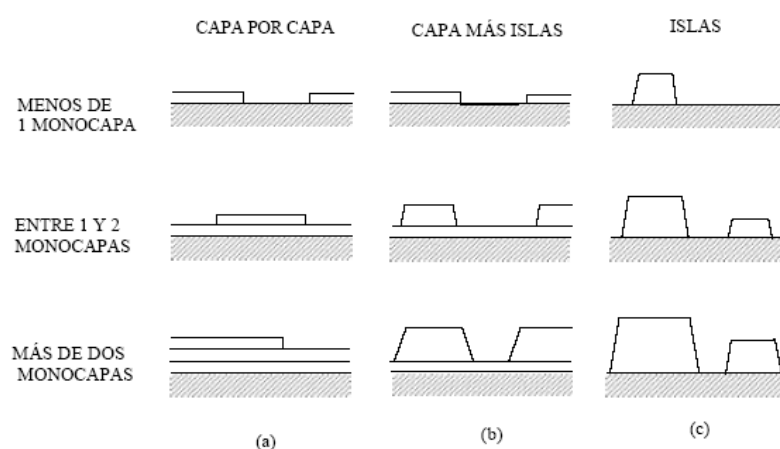 CAPA POR CAPA
CAPA MÁS ISLAS
ISLAS
MENOS DE
1 MONOCAPA
ENTRE 1 Y 2
MONOCAPAS
MÁS DE DOS
MONOCAPAS
(a)
(b)
(c)